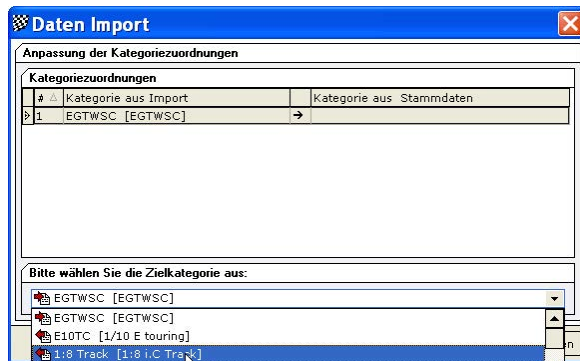 Daten Import
Anpassung der Kategoriezuordnungen
Kategoriezuordnungen
# Kategorie aus Import Kategorie aus Stammdaten
1 EGTWSC [EGTWSC]
Bitte wählen Sie die Zielkategorie aus:
EGTWSC [EGTWSC]
EGTWSC [EGTWSC]
E10TC [1/10 E touring]
1:8 Track [1:8 i.C Track]